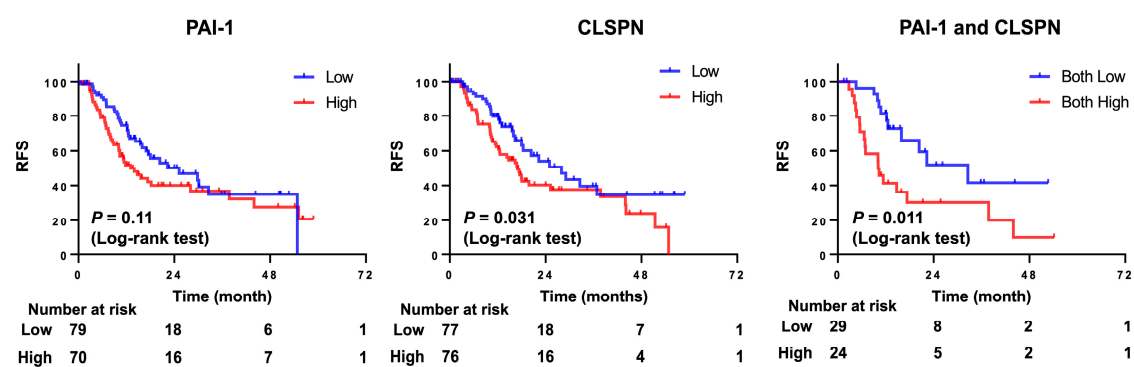 PAI-1
Low
High
RFS
100
80
60
40
20
0
P = 0.11
(Log-rank test)
0 24 48 72
Time (month)
Number at risk
Low 79 18 6 1
High 70 16 7 1
CLSPN
Low
High
RFS
100
80
60
40
20
0
P = 0.031
(Log-rank test)
0 24 48 72
Time (months)
Number at risk
Low 77 18 7 1
High 76 16 4 1
PAI-1 and CLSPN
Both Low
Both High
RFS
100
80
60
40
20
0
P = 0.011
(Log-rank test)
0 24 48 72
Time (month)
Number at risk
Low 29 8 2 1
High 24 5 2 1